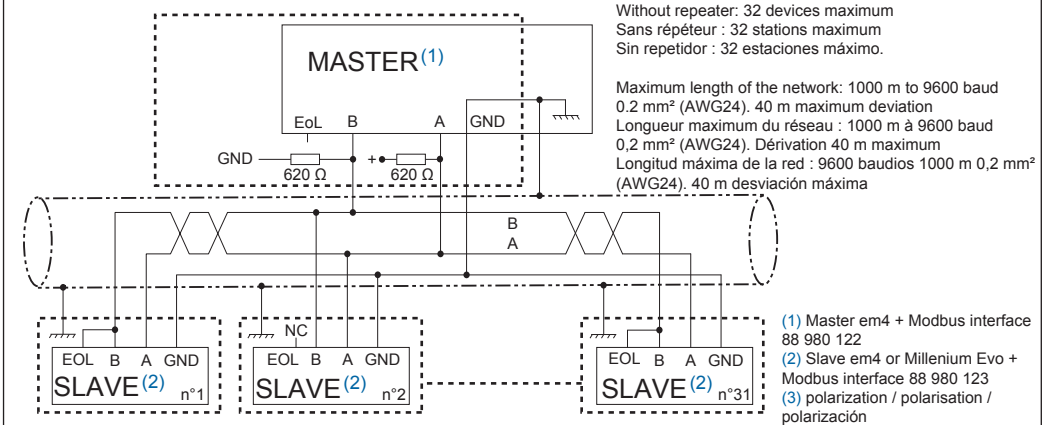 Without repeater: 32 devices maximum
Sans répéteur : 32 stations maximum
Sin repetidor : 32 estaciones máximo.
Maximum length of the network: 1000 m to 9600 baud
0.2 mm² (AWG24). 40 m maximum deviation
Longueur maximum du réseau : 1000 m à 9600 baud
0,2 mm² (AWG24). Dérivation 40 m maximum
Longitud máxima de la red : 9600 baudios 1000 m 0,2 mm²
(AWG24). 40 m desviación máxima
MASTER(1)
EoL B A GND
GND + 
620 Ω 620 Ω
B
A
NC
EOL B A GND
SLAVE(2) n°1
EOL B A GND
SLAVE(2) n°2
EOL B A GND
SLAVE(2) n°31
(1) Master em4 + Modbus interface
88 980 122
(2) Slave em4 or Millenium Evo +
Modbus interface 88 980 123
(3) polarization / polarisation /
polarización